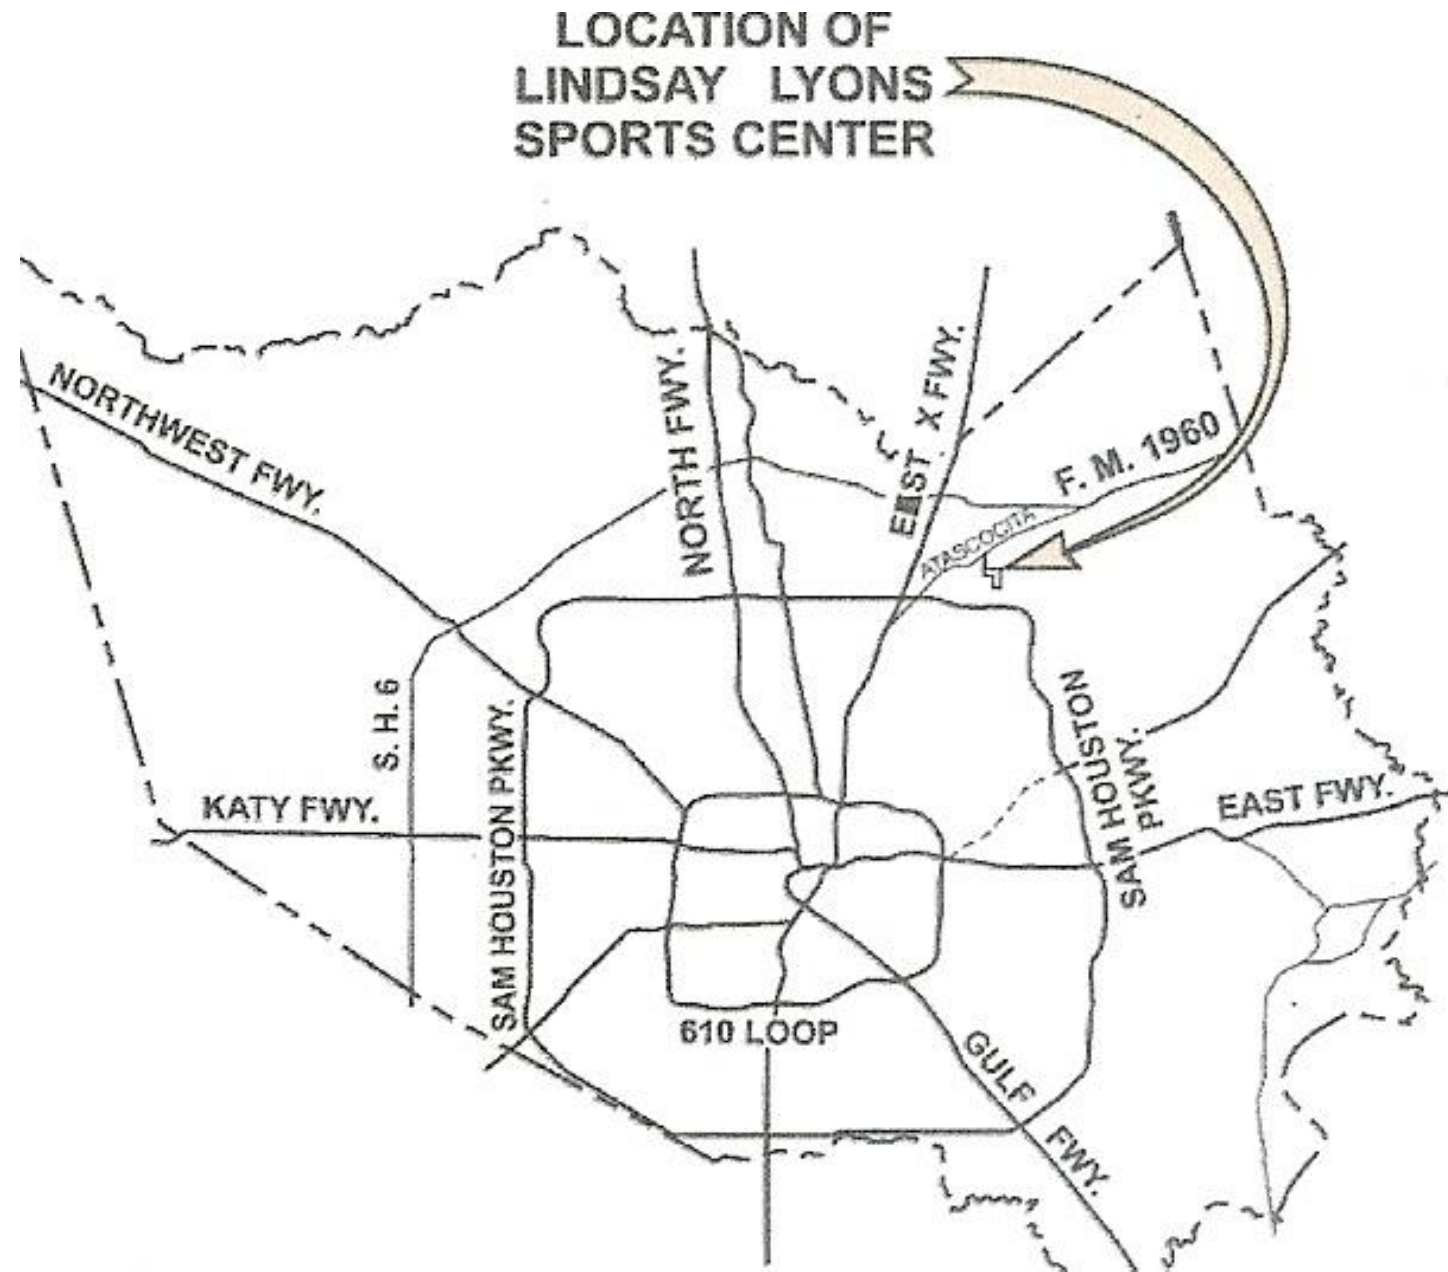 LOCATION OF
LINDSAY LYONS
SPORTS CENTER
NORTHWEST FWY.
NORTH FWY.
X FWY.
F. M. 1960
ATASCOCITA
S. H. 6
SAM HOUSTON PKWY.
SAM HOUSTON
PKWY.
KATY FWY.
EAST FWY.
610 LOOP
GULF FWY.